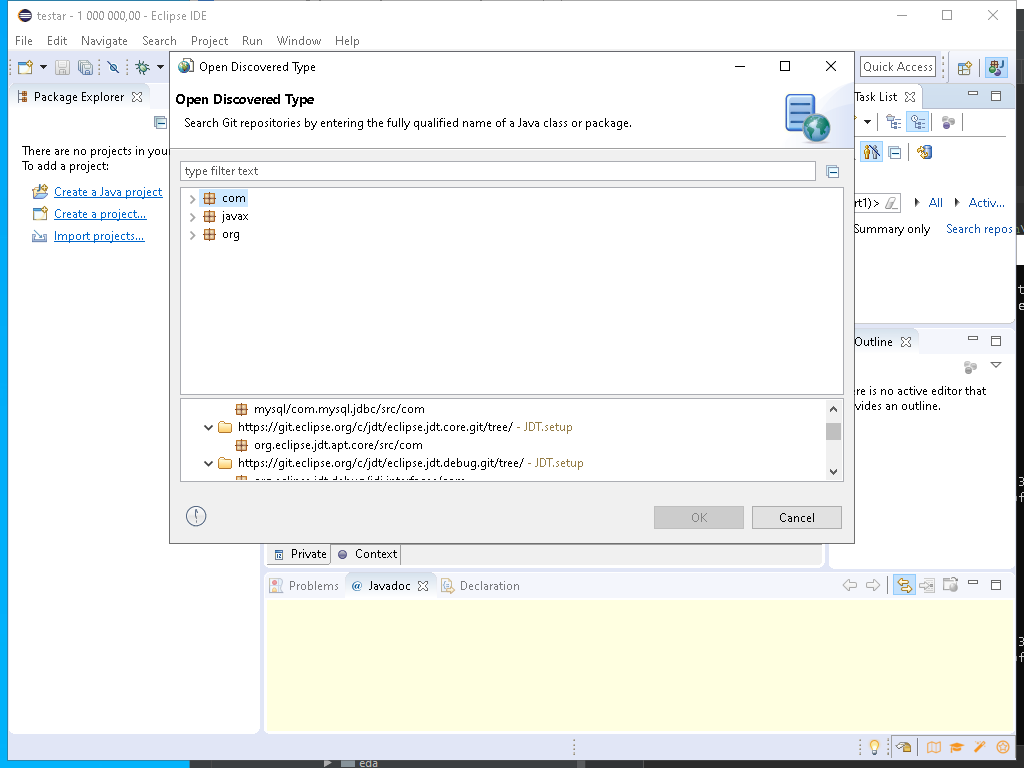 testar - 1 000 000,00 - Eclipse IDE
File Edit Navigate Search Project Run Window Help
Open Discovered Type
Quick Access
Package Explorer
Open Discovered Type
Search Git repositories by entering the fully qualified name of a Java class or package.
Task List
There are no projects in your
To add a project:
Create a Java project
Create a project...
Import projects...
type filter text
com
javax
org
rt1)> All Activ...
Summary only Search repos
Outline
ere is no active editor that
vides an outline.
mysql/com.mysql.jdbc/src/com
https://git.eclipse.org/c/jdt/eclipse.jdt.core.git/tree/ - JDT.setup
org.eclipse.jdt.apt.core/src/com
https://git.eclipse.org/c/jdt/eclipse.jdt.debug.git/tree/ - JDT.setup
OK Cancel
Private Context
Problems @ Javadoc Declaration
eda